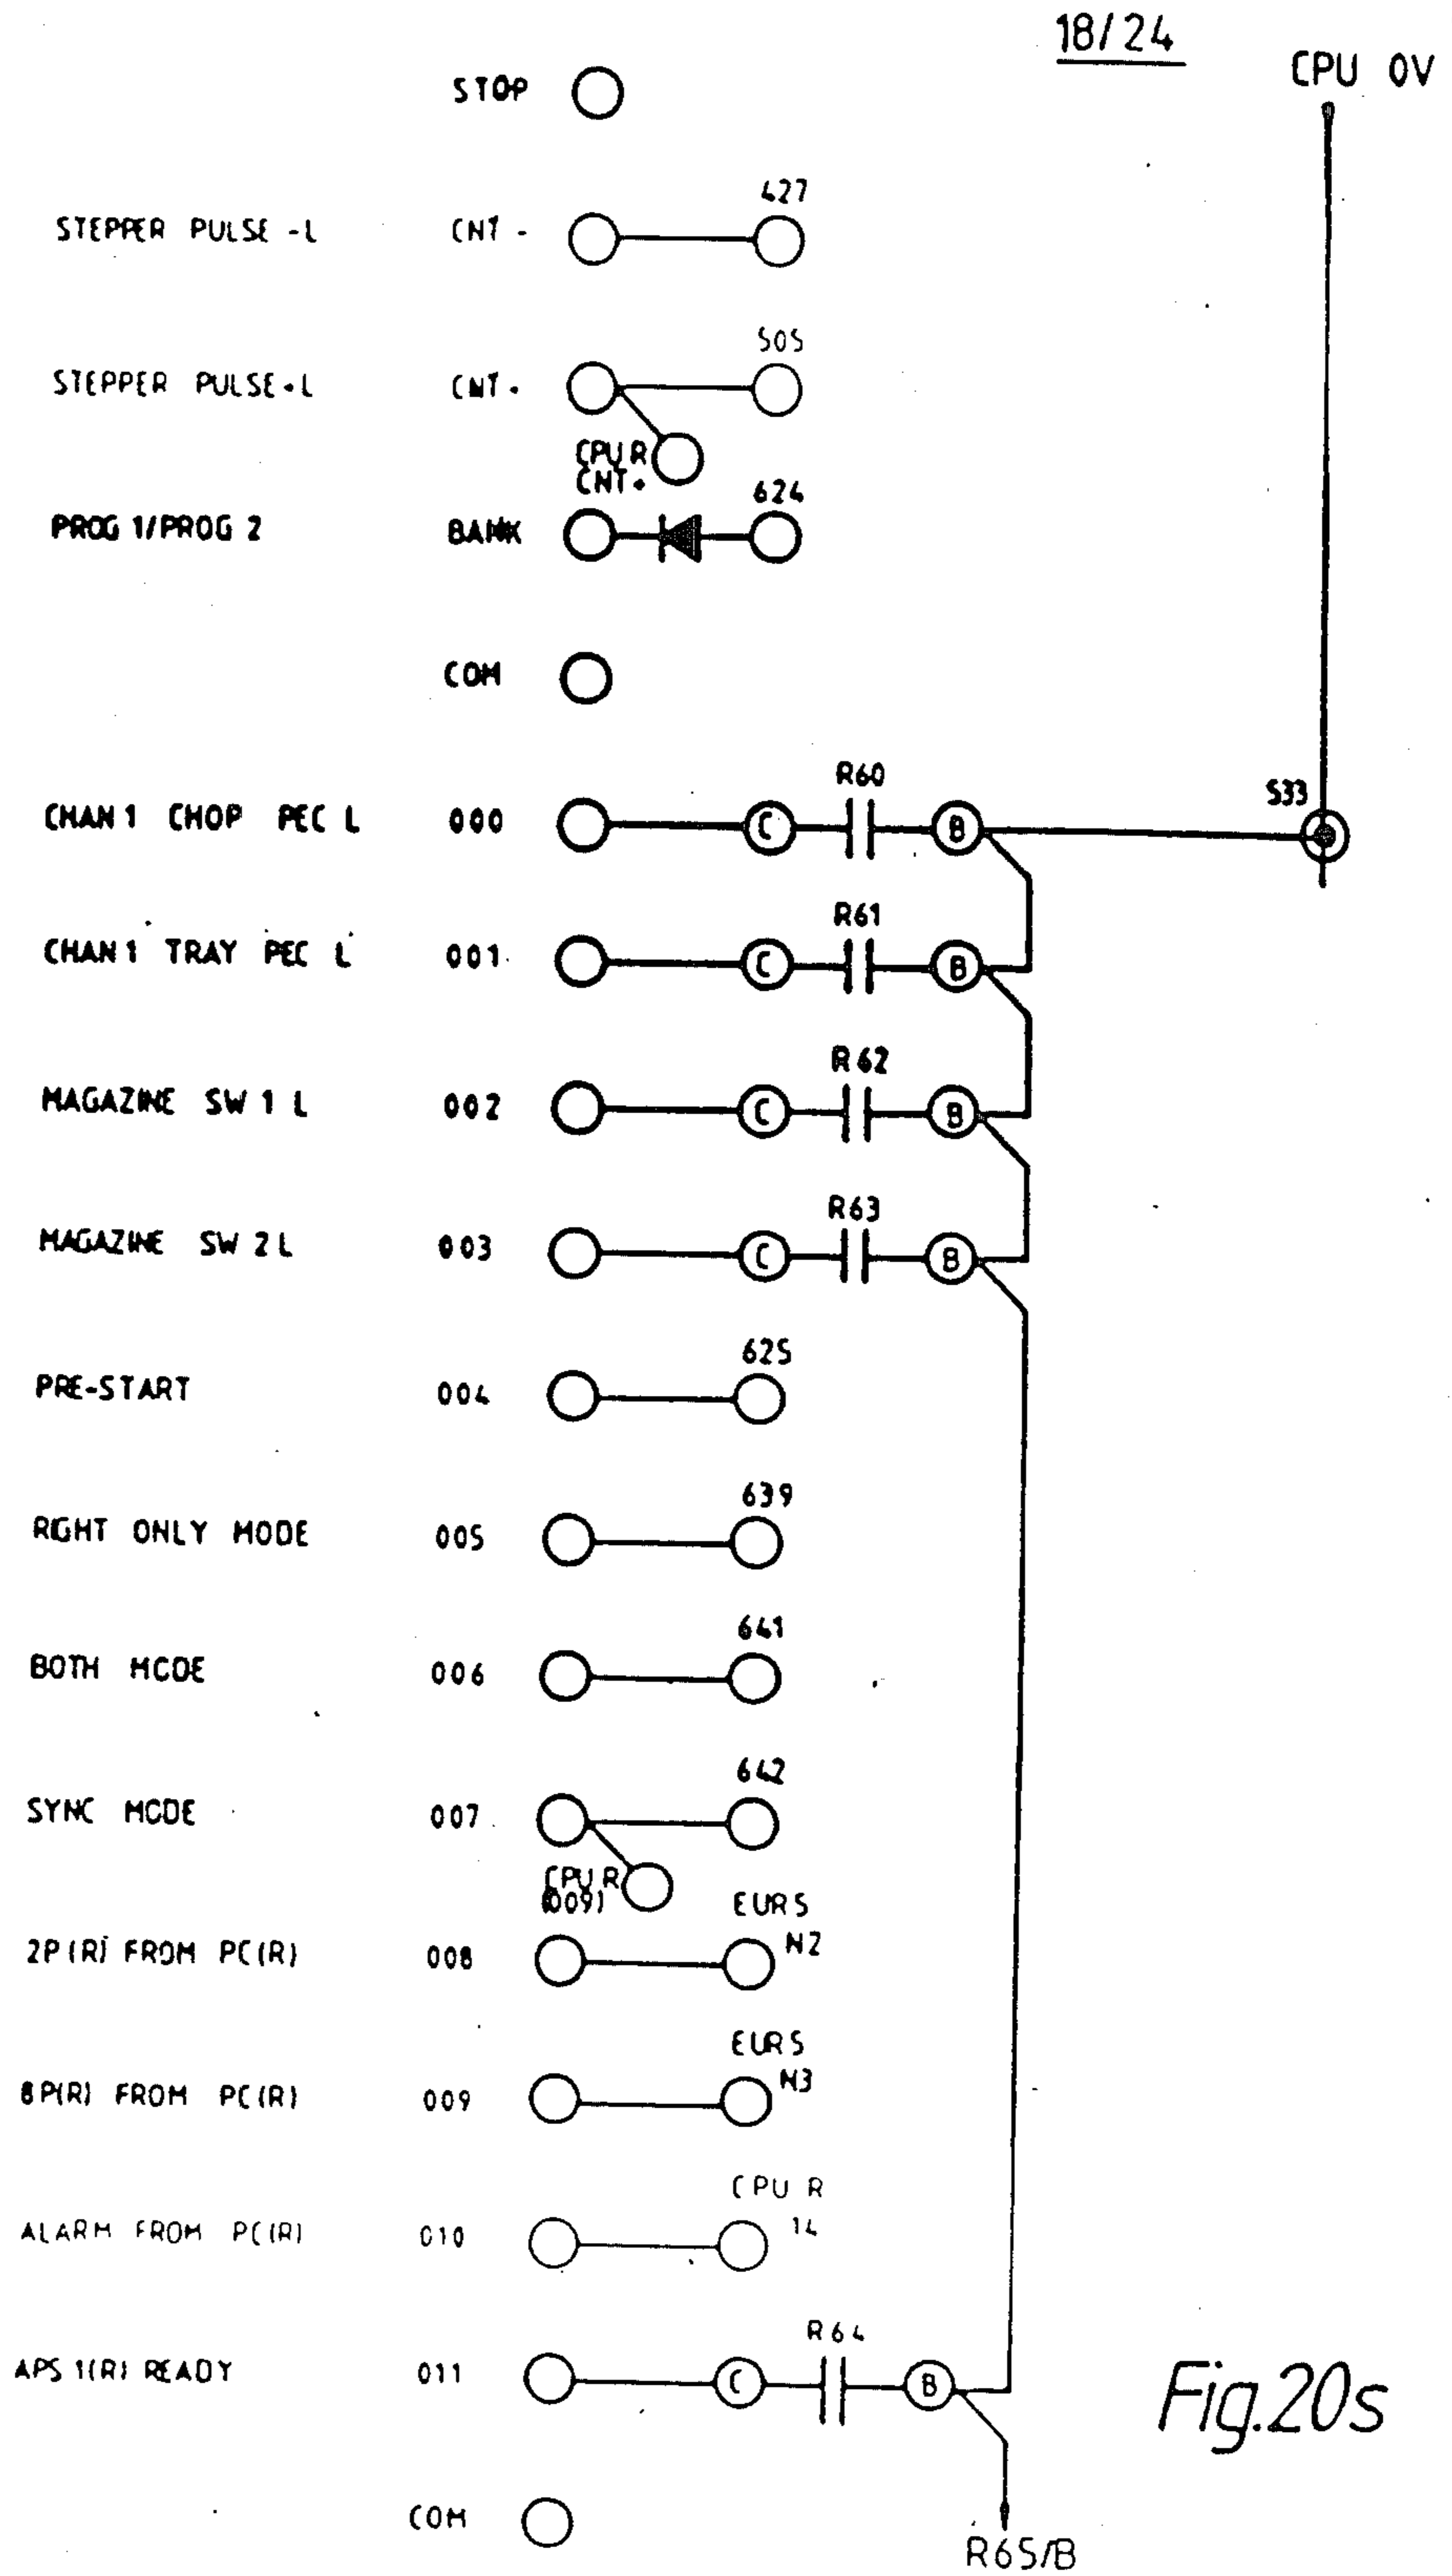 18/24
CPU 0V
STOP
427
STEPPER PULSE -L CNT -
505
STEPPER PULSE+L CNT+
CPU R
CNT+
624
PROG 1/PROG 2 BANK
COM
R60
533
CHAN 1 CHOP PEC L 000 C B
R61
CHAN 1 TRAY PEC L 001 C B
R62
MAGAZINE SW 1 L 002 C B
R63
MAGAZINE SW 2 L 003 C B
625
PRE-START 004
639
RIGHT ONLY MODE 005
641
BOTH MODE 006
642
SYNC MODE 007
CPU R
(009)
EURS
2P(R) FROM PC(R) 008 N2
EURS
8P(R) FROM PC(R) 009 N3
CPU R
ALARM FROM PC(R) 010 14
R64
APS 1(R) READY 011 C B
Fig.20s
COM
R65/B